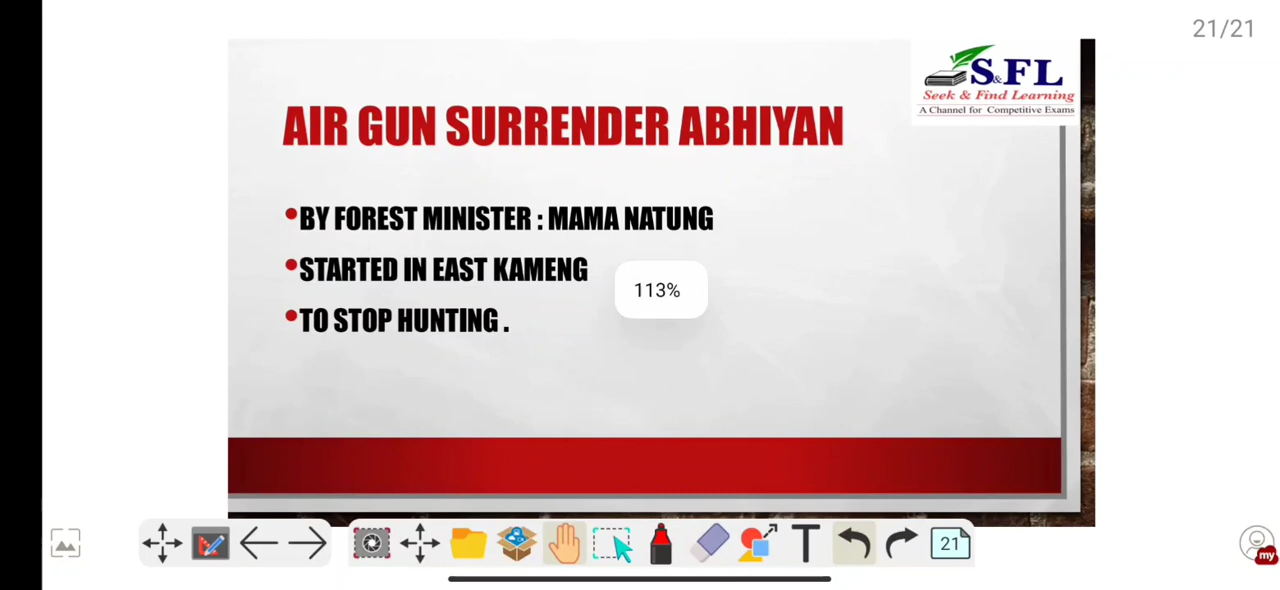 21/21
S&FL
Seek & Find Learning
A Channel for Competitive Exams
AIR GUN SURRENDER ABHIYAN
•BY FOREST MINISTER : MAMA NATUNG
•STARTED IN EAST KAMENG
113%
•TO STOP HUNTING .
T
21
my